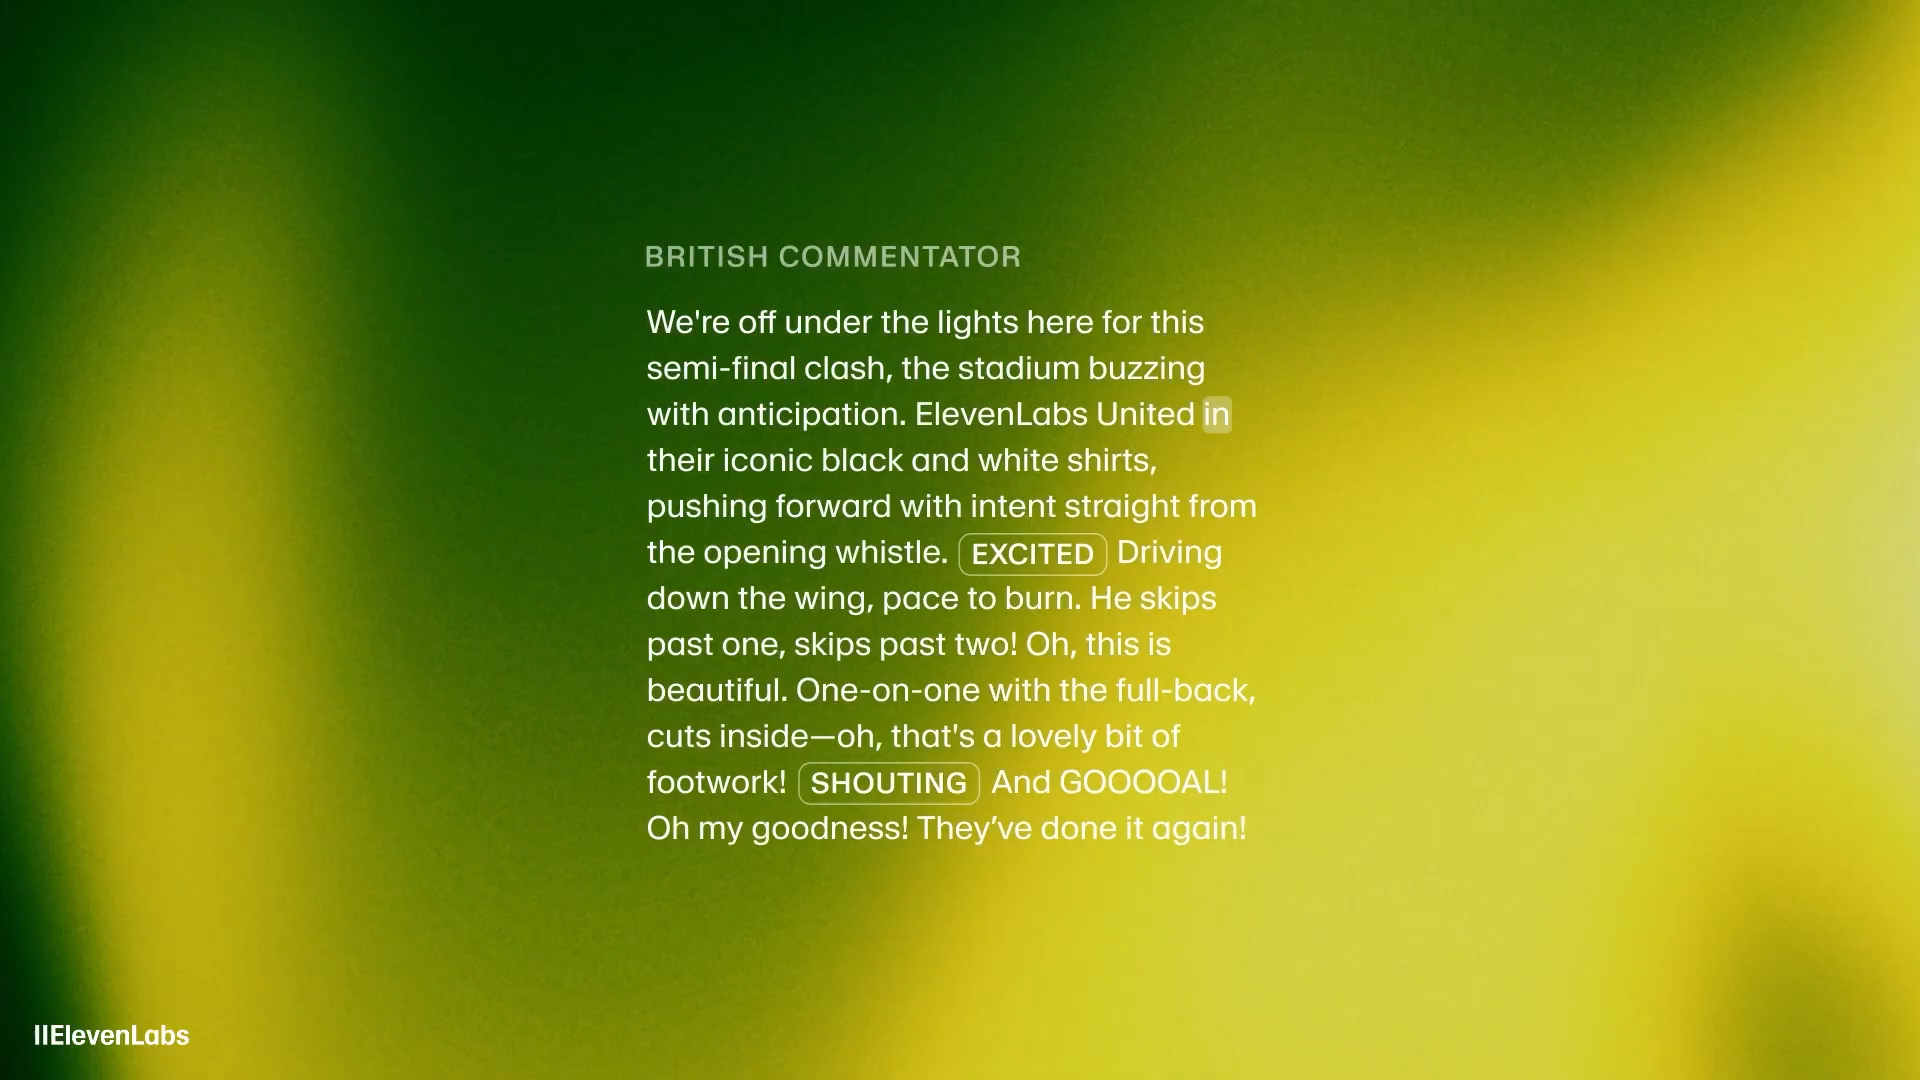 BRITISH COMMENTATOR
We're off under the lights here for this
semi-final clash, the stadium buzzing
with anticipation. ElevenLabs United in
their iconic black and white shirts,
pushing forward with intent straight from
the opening whistle. EXCITED Driving
down the wing, pace to burn. He skips
past one, skips past two! Oh, this is
beautiful. One-on-one with the full-back,
cuts inside—oh, that's a lovely bit of
footwork! SHOUTING And GOOOOAL!
Oh my goodness! They’ve done it again!
IIElevenLabs